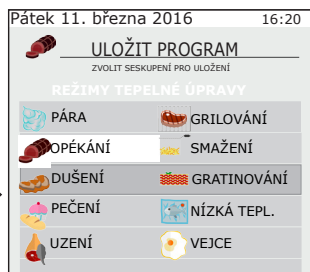 Pátek 11. března 2016 16:20
ULOŽIT PROGRAM
ZVOLIT SESKUPENÍ PRO ULOŽENÍ
REŽIMY TEPELNÉ ÚPRAVY
PÁRA GRILOVÁNÍ
OPÉKÁNÍ SMAŽENÍ
DUŠENÍ GRATINOVÁNÍ
PEČENÍ NÍZKÁ TEPL.
UZENÍ VEJCE